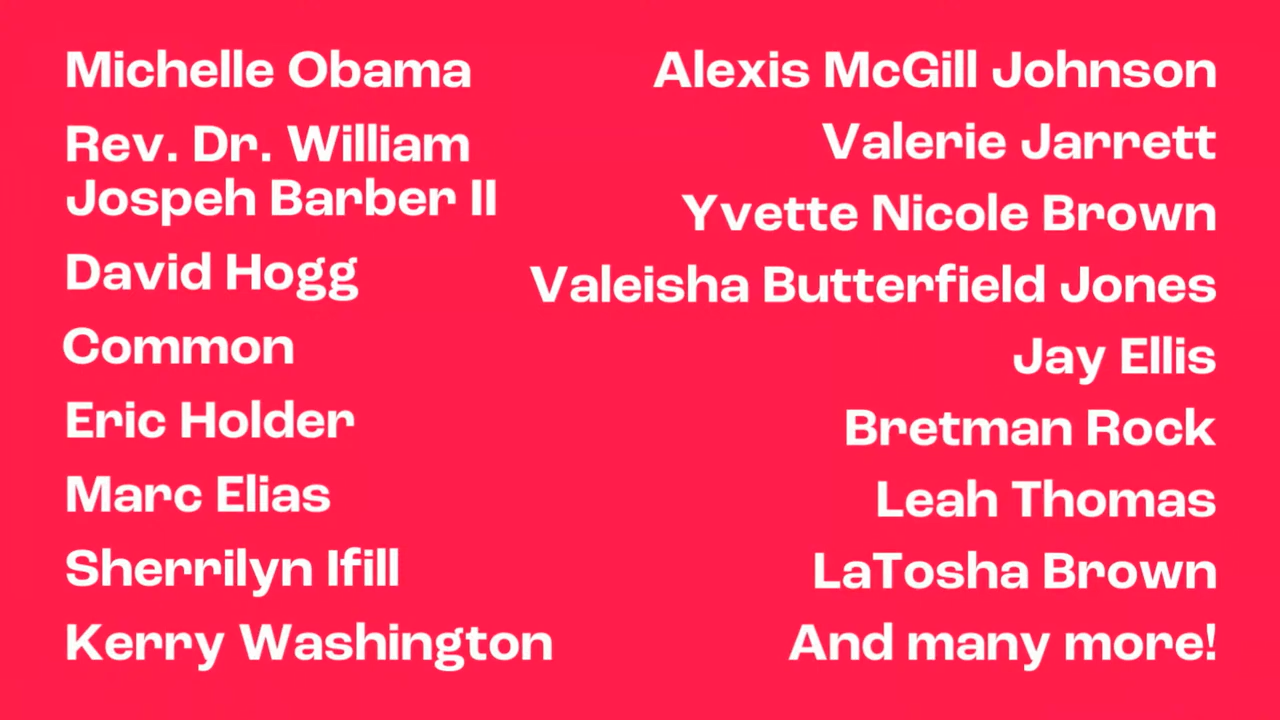 Michelle Obama
Rev. Dr. William
Jospeh Barber II
David Hogg
Common
Eric Holder
Marc Elias
Sherrilyn Ifill
Kerry Washington
Alexis McGill Johnson
Valerie Jarrett
Yvette Nicole Brown
Valeisha Butterfield Jones
Jay Ellis
Bretman Rock
Leah Thomas
LaTosha Brown
And many more!